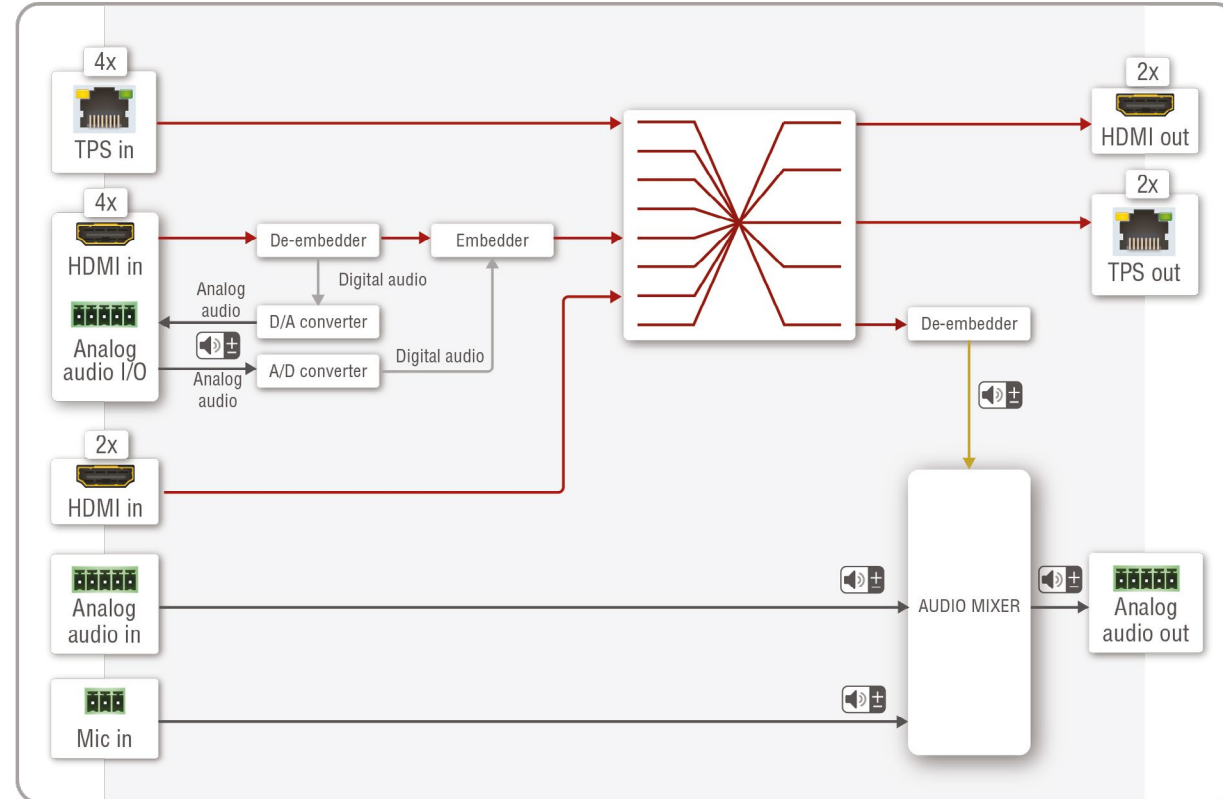 4x
TPS in
4x
HDMI in
Analog
audio I/O
De-embedder
Embedder
Digital audio
Analog
audio
D/A converter
A/D converter
Analog
audio
Digital audio
2x
HDMI in
Analog
audio in
Mic in
2x
HDMI out
2x
TPS out
De-embedder
AUDIO MIXER
Analog
audio out